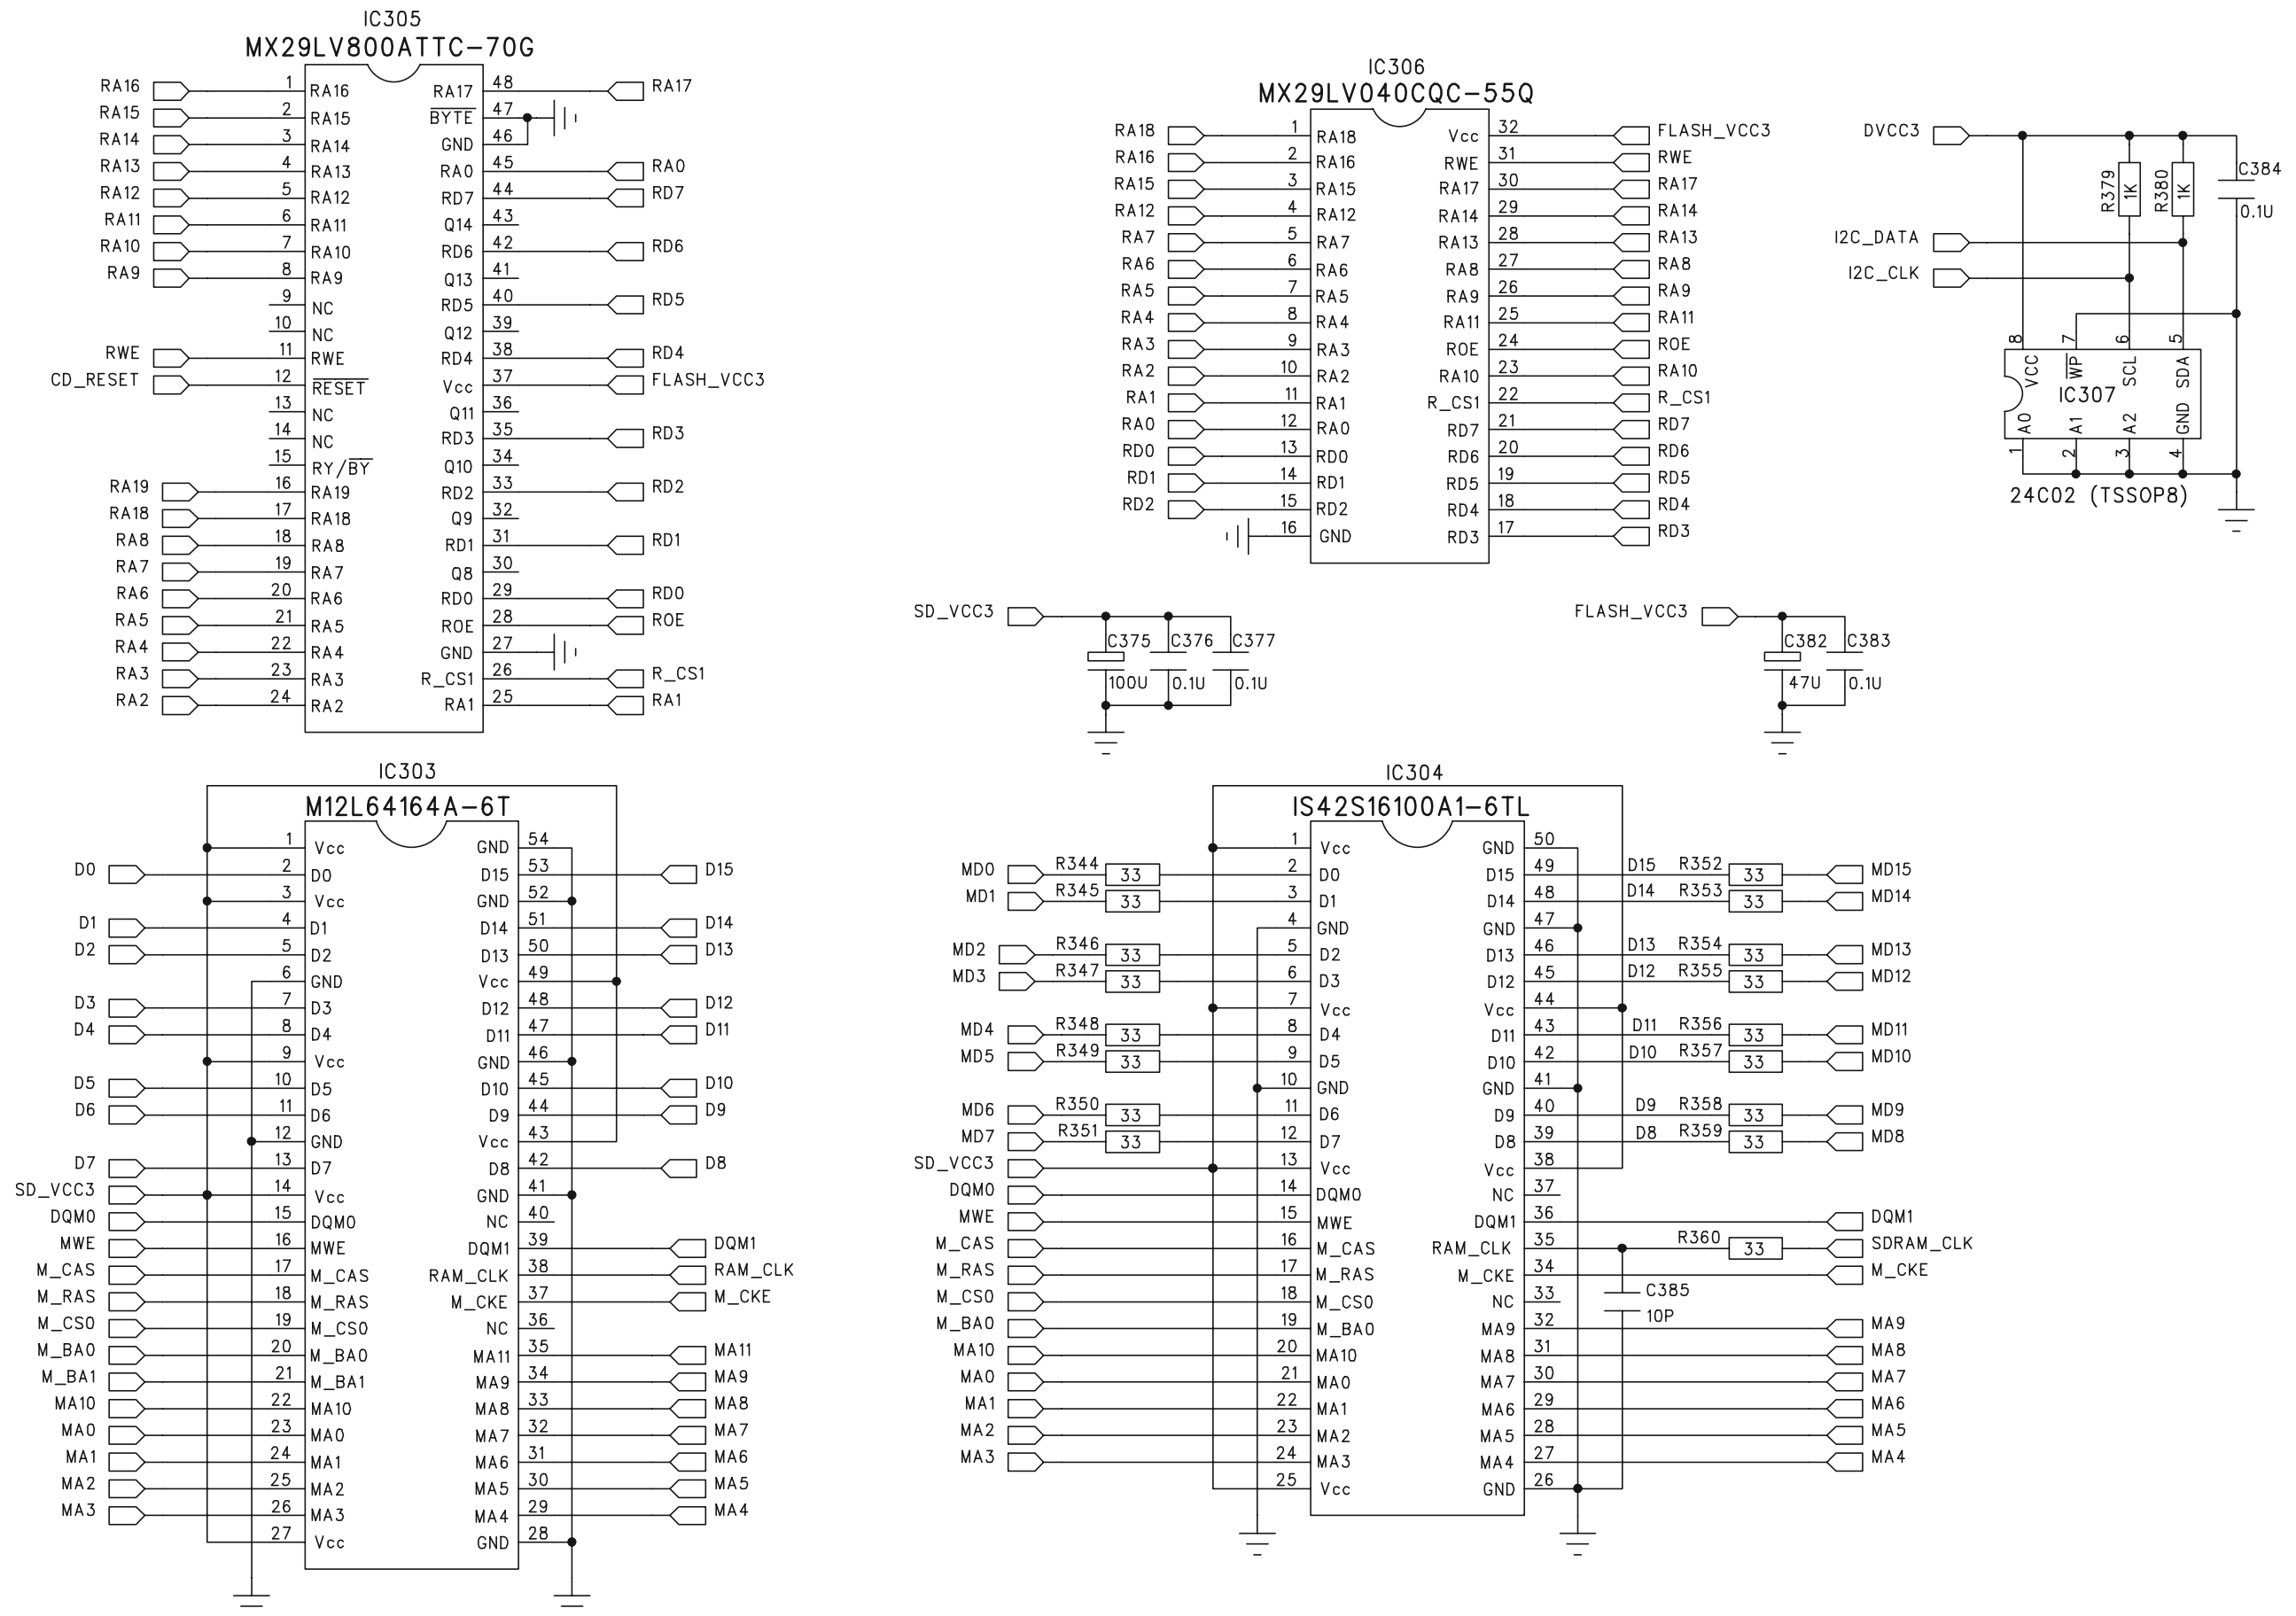 IC305
MX29LV800ATTC-70G
RA16 1 RA16 RA17 48 RA17
RA15 2 RA15 BYTE 47
RA14 3 RA14 GND 46
RA13 4 RA13 RA0 45 RA0
RA12 5 RA12 RD7 44 RD7
RA11 6 RA11 Q14 43
RA10 7 RA10 RD6 42 RD6
RA9 8 RA9 Q13 41
9 NC RD5 40 RD5
10 NC Q12 39
RWE 11 RWE RD4 38 RD4
CD_RESET 12 RESET Vcc 37 FLASH_VCC3
13 NC Q11 36
14 NC RD3 35 RD3
15 RY/BY Q10 34
RA19 16 RA19 RD2 33 RD2
RA18 17 RA18 Q9 32
RA8 18 RA8 RD1 31 RD1
RA7 19 RA7 Q8 30
RA6 20 RA6 RD0 29 RD0
RA5 21 RA5 ROE 28 ROE
RA4 22 RA4 GND 27
RA3 23 RA3 R_CS1 26 R_CS1
RA2 24 RA2 RA1 25 RA1
IC306
MX29LV040CQC-55Q
RA18 1 RA18 Vcc 32 FLASH_VCC3
RA16 2 RA16 RWE 31 RWE
RA15 3 RA15 RA17 30 RA17
RA12 4 RA12 RA14 29 RA14
RA7 5 RA7 RA13 28 RA13
RA6 6 RA6 RA8 27 RA8
RA5 7 RA5 RA9 26 RA9
RA4 8 RA4 RA11 25 RA11
RA3 9 RA3 ROE 24 ROE
RA2 10 RA2 RA10 23 RA10
RA1 11 RA1 R_CS1 22 R_CS1
RA0 12 RA0 RD7 21 RD7
RD0 13 RD0 RD6 20 RD6
RD1 14 RD1 RD5 19 RD5
RD2 15 RD2 RD4 18 RD4
16 GND RD3 17 RD3
DVCC3
R379 1K R380 1K C384
0.1U
I2C_DATA
I2C_CLK
8 7 6 5
VCC WP SCL SDA
IC307
A0 A1 A2 GND
1 2 3 4
24C02 (TSSOP8)
SD_VCC3
C375 C376 C377
100U 0.1U 0.1U
FLASH_VCC3
C382 C383
47U 0.1U
IC303
M12L64164A-6T
1 Vcc GND 54
D0 2 D0 D15 53 D15
3 Vcc GND 52
D1 4 D1 D14 51 D14
D2 5 D2 D13 50 D13
6 GND Vcc 49
D3 7 D3 D12 48 D12
D4 8 D4 D11 47 D11
9 Vcc GND 46
D5 10 D5 D10 45 D10
D6 11 D6 D9 44 D9
12 GND Vcc 43
D7 13 D7 D8 42 D8
SD_VCC3 14 Vcc GND 41
DQM0 15 DQM0 NC 40
MWE 16 MWE DQM1 39 DQM1
M_CAS 17 M_CAS RAM_CLK 38 RAM_CLK
M_RAS 18 M_RAS M_CKE 37 M_CKE
M_CS0 19 M_CS0 NC 36
M_BA0 20 M_BA0 MA11 35 MA11
M_BA1 21 M_BA1 MA9 34 MA9
MA10 22 MA10 MA8 33 MA8
MA0 23 MA0 MA7 32 MA7
MA1 24 MA1 MA6 31 MA6
MA2 25 MA2 MA5 30 MA5
MA3 26 MA3 MA4 29 MA4
27 Vcc GND 28
IC304
IS42S16100A1-6TL
1 Vcc GND 50
MD0 R344 33 2 D0 D15 49 D15 R352 33 MD15
MD1 R345 33 3 D1 D14 48 D14 R353 33 MD14
4 GND GND 47
MD2 R346 33 5 D2 D13 46 D13 R354 33 MD13
MD3 R347 33 6 D3 D12 45 D12 R355 33 MD12
7 Vcc Vcc 44
MD4 R348 33 8 D4 D11 43 D11 R356 33 MD11
MD5 R349 33 9 D5 D10 42 D10 R357 33 MD10
10 GND GND 41
MD6 R350 33 11 D6 D9 40 D9 R358 33 MD9
MD7 R351 33 12 D7 D8 39 D8 R359 33 MD8
SD_VCC3 13 Vcc Vcc 38
DQM0 14 DQM0 NC 37
MWE 15 MWE DQM1 36 DQM1
M_CAS 16 M_CAS RAM_CLK 35 R360 33 SDRAM_CLK
M_RAS 17 M_RAS M_CKE 34 M_CKE
M_CS0 18 M_CS0 NC 33 C385
10P
M_BA0 19 M_BA0 MA9 32 MA9
MA10 20 MA10 MA8 31 MA8
MA0 21 MA0 MA7 30 MA7
MA1 22 MA1 MA6 29 MA6
MA2 23 MA2 MA5 28 MA5
MA3 24 MA3 MA4 27 MA4
25 Vcc GND 26